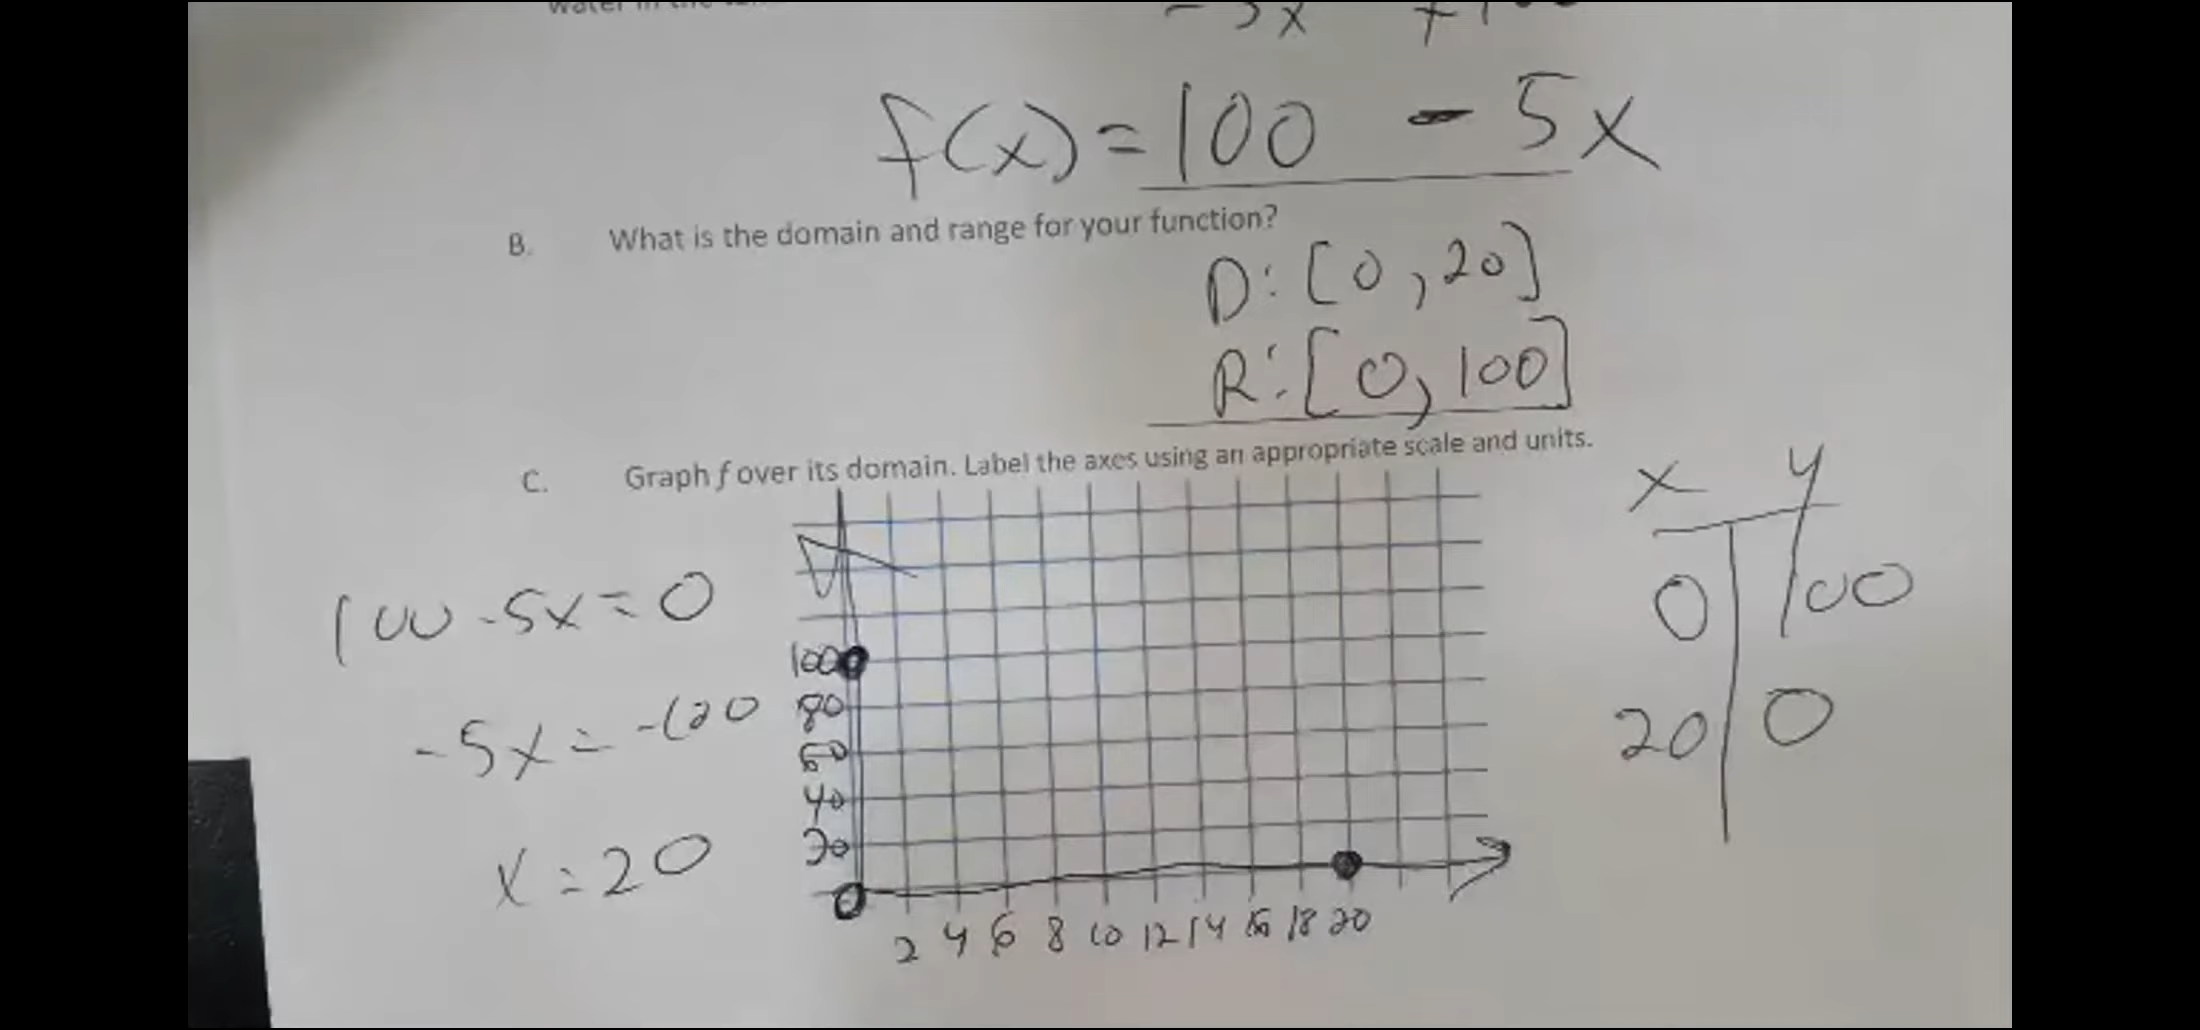 f(x) = 100 - 5x
B. What is the domain and range for your function?
D: [0, 20]
R: [0, 100]
C. Graph f over its domain. Label the axes using an appropriate scale and units.
x y
0 100
20 0
100 - 5x = 0
-5x = -100
x = 20
100
80
60
40
20
0
2 4 6 8 10 12 14 16 18 20